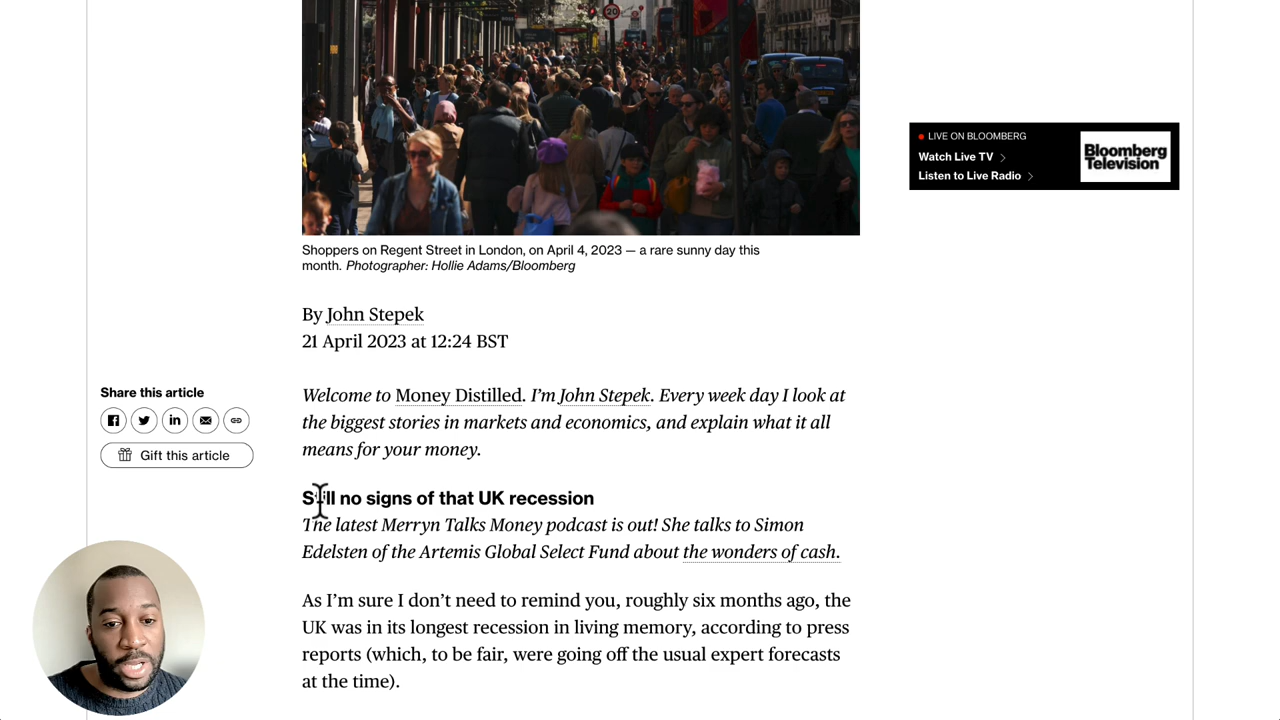 20
Shoppers on Regent Street in London, on April 4, 2023 — a rare sunny day this
month. Photographer: Hollie Adams/Bloomberg
LIVE ON BLOOMBERG
Watch Live TV
Listen to Live Radio
Bloomberg
Television
By John Stepek
21 April 2023 at 12:24 BST
Share this article
Gift this article
Welcome to Money Distilled. I’m John Stepek. Every week day I look at
the biggest stories in markets and economics, and explain what it all
means for your money.
Still no signs of that UK recession
The latest Merryn Talks Money podcast is out! She talks to Simon
Edelsten of the Artemis Global Select Fund about the wonders of cash.
As I’m sure I don’t need to remind you, roughly six months ago, the
UK was in its longest recession in living memory, according to press
reports (which, to be fair, were going off the usual expert forecasts
at the time).